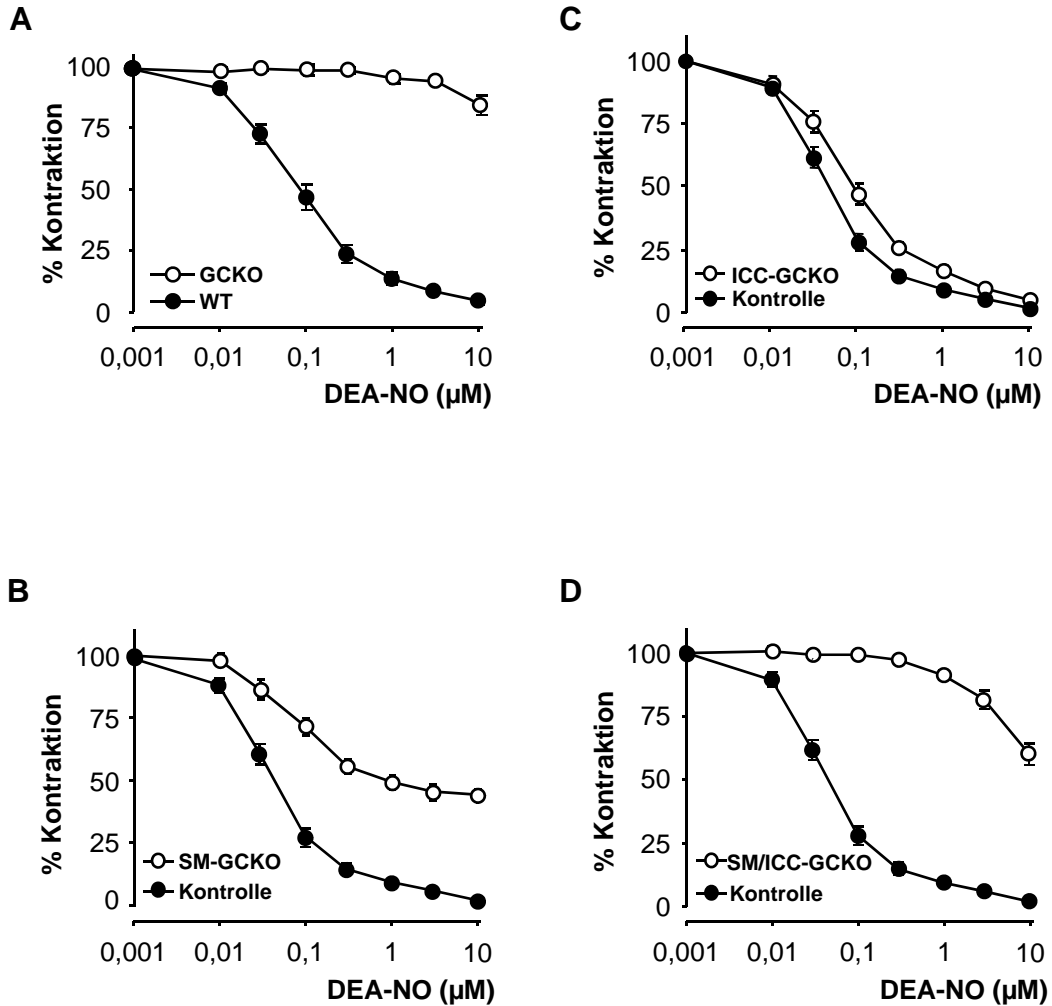 A
% Kontraktion
100
75
50
25
0
GCKO
WT
0,001 0,01 0,1 1 10
DEA-NO (µM)
C
% Kontraktion
100
75
50
25
0
ICC-GCKO
Kontrolle
0,001 0,01 0,1 1 10
DEA-NO (µM)
B
% Kontraktion
100
75
50
25
0
SM-GCKO
Kontrolle
0,001 0,01 0,1 1 10
DEA-NO (µM)
D
% Kontraktion
100
75
50
25
0
SM/ICC-GCKO
Kontrolle
0,001 0,01 0,1 1 10
DEA-NO (µM)